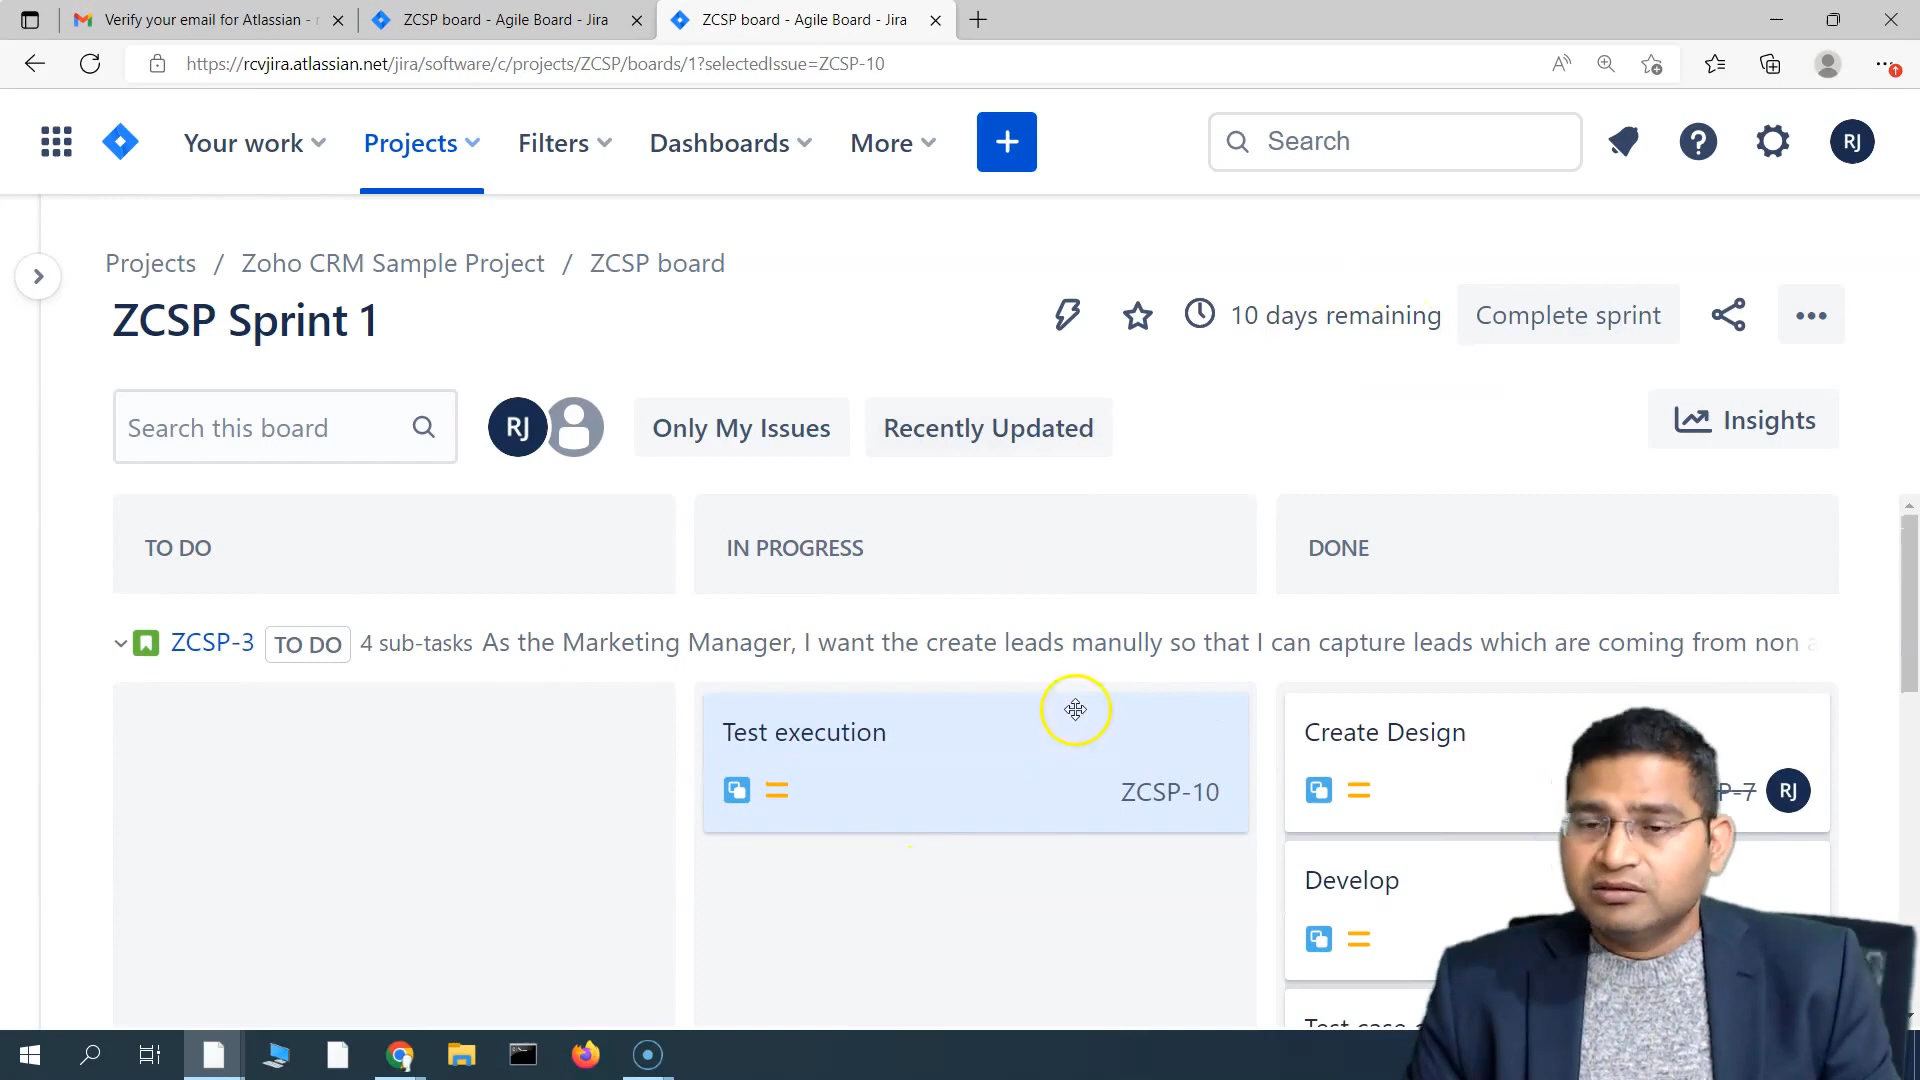 Verify your email for Atlassian -
ZCSP board - Agile Board - Jira
ZCSP board - Agile Board - Jira
https://rcvjira.atlassian.net/jira/software/c/projects/ZCSP/boards/1?selectedIssue=ZCSP-10
Your work Projects Filters Dashboards More + Search RJ
Projects / Zoho CRM Sample Project / ZCSP board
ZCSP Sprint 1
10 days remaining Complete sprint
Search this board RJ Only My Issues Recently Updated Insights
TO DO IN PROGRESS DONE
ZCSP-3 TO DO 4 sub-tasks As the Marketing Manager, I want the create leads manully so that I can capture leads which are coming from non
Test execution
ZCSP-10
Create Design
P-7 RJ
Develop
Test case